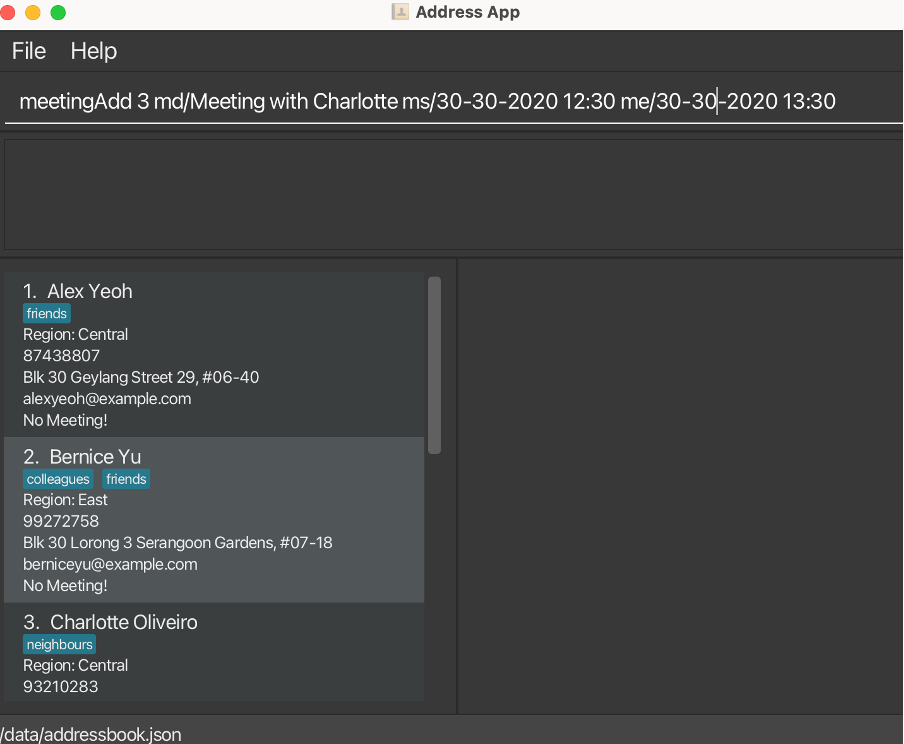 Address App
File Help
meetingAdd 3 md/Meeting with Charlotte ms/30-30-2020 12:30 me/30-30-2020 13:30
1. Alex Yeoh
friends
Region: Central
87438807
Blk 30 Geylang Street 29, #06-40
alexyeoh@example.com
No Meeting!
2. Bernice Yu
colleagues friends
Region: East
99272758
Blk 30 Lorong 3 Serangoon Gardens, #07-18
berniceyu@example.com
No Meeting!
3. Charlotte Oliveiro
neighbours
Region: Central
93210283
/data/addressbook.json